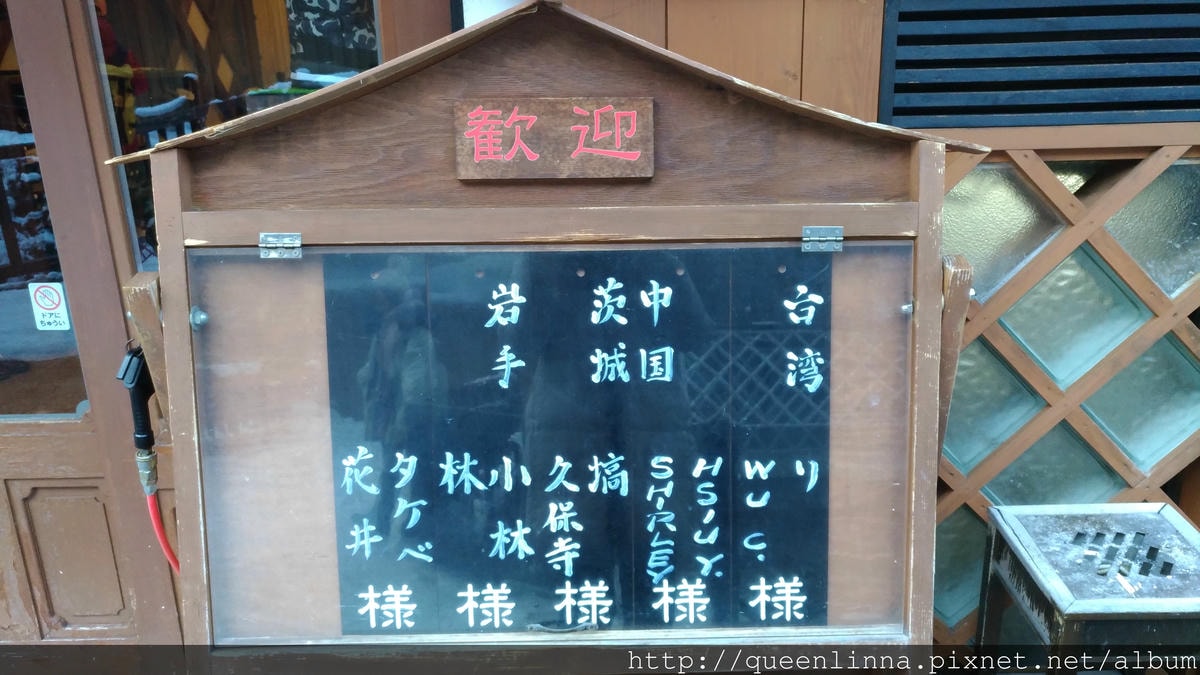 歓迎
台湾 リ
WU C.
様
HSIU Y.
中国 SHIRLEY
様
茨城 塙
久保寺
様
岩手 小林
林
様
タケベ
花井
様
ドアに
ちゅうい
http://queenlinna.pixnet.net/album